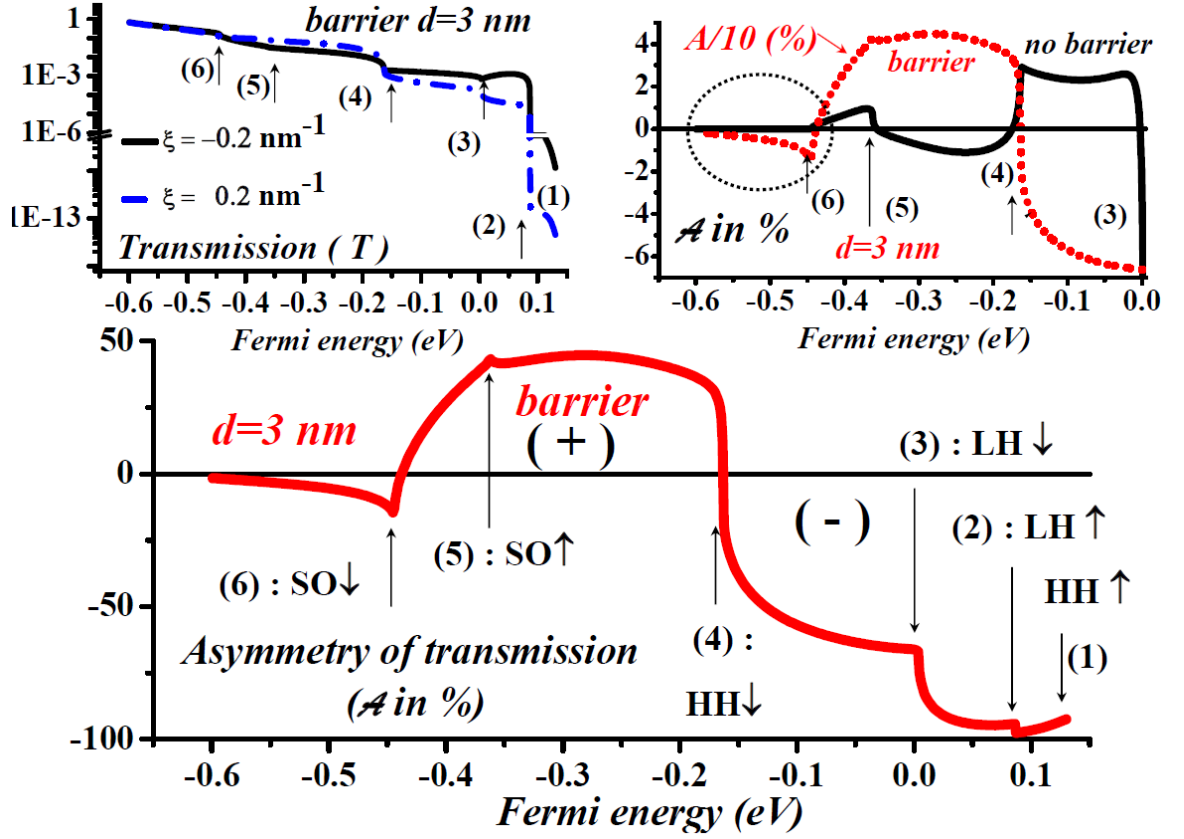 barrier d=3 nm
1
1E-3
1E-6
1E-13
(6)
(5)
(4)
(3)
(2)
(1)
ξ = −0.2 nm-1
ξ = 0.2 nm-1
Transmission ( T )
-0.6 -0.5 -0.4 -0.3 -0.2 -0.1 0.0 0.1
Fermi energy (eV)
A/10 (%)
barrier
no barrier
4
2
0
-2
-4
-6
(6)
(5)
(4)
(3)
A in %
d=3 nm
-0.6 -0.5 -0.4 -0.3 -0.2 -0.1 0.0
Fermi energy (eV)
50
0
-50
-100
d=3 nm
barrier
( + )
( - )
(3) : LH ↓
(2) : LH ↑
HH ↑
(1)
(5) : SO↑
(6) : SO↓
(4) :
HH↓
Asymmetry of transmission
(A in %)
-0.6 -0.5 -0.4 -0.3 -0.2 -0.1 0.0 0.1
Fermi energy (eV)